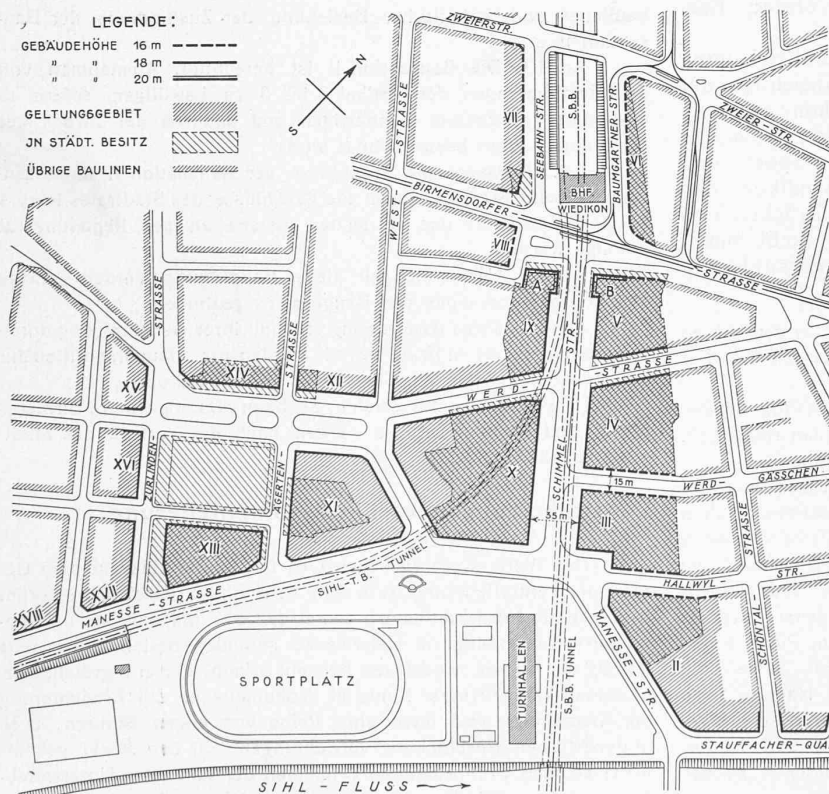 LEGENDE:
GEBÄUDEHÖHE 16 m
" " 18 m
20 m
GELTUNGSGEBIET
JN STÄDT. BESITZ
ÜBRIGE BAULINIEN
S
N
ZWEIERSTR.
WEST-STRASSE
VII
SEEBAHN-STR.
S.B.B.
BAUMGARTNER-STR.
VI
ZWEIER-STR.
BHF.
WIEDIKON
BIRMENSDORFER-STRASSE
VIII
A
B
IX
V
STRASSE
STRASSE
XV
XIV
XII
WERD-STRASSE
SCHIMMEL-STR.
XVI
ZURLINDEN-
AGERTEN-
XI
X
IV
15 m
WERD-GÄSSCHEN
35 m
III
STRASSE
XIII
XVII
XVIII
MANESSE-STRASSE
SIHL-T.B. TUNNEL
HALLWYL-STR.
SCHÖNTAL-
MANESSE-STR.
II
SPORTPLATZ
TURNHALLEN
S.B.B. TUNNEL
I
STAUFFACHER-QUA
SIHL-FLUSS